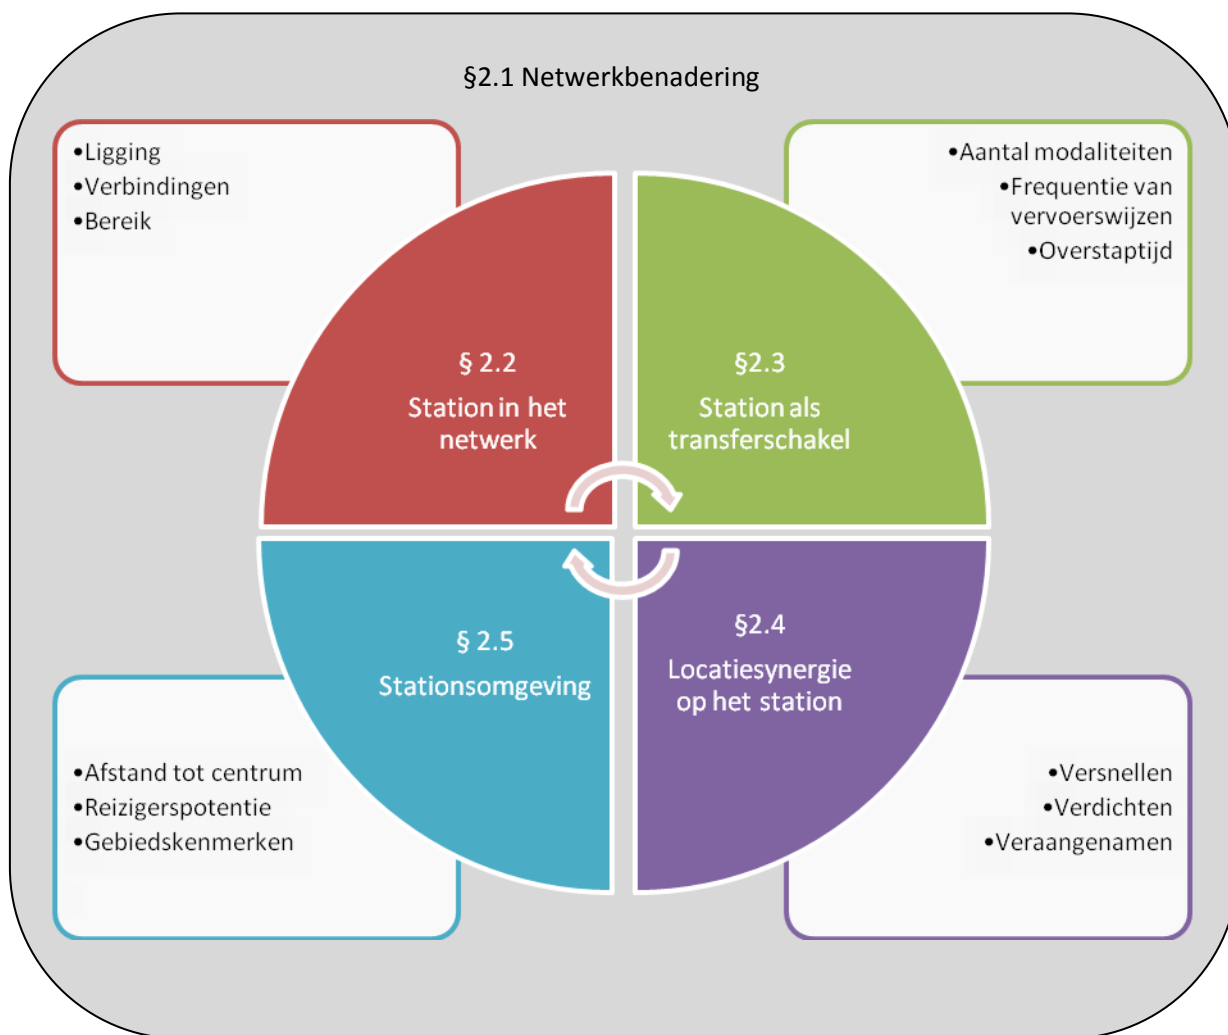 §2.1 Netwerkbenadering
•Ligging
•Verbindingen
•Bereik
•Aantal modaliteiten
•Frequentie van
vervoerswijzen
•Overstaptijd
§ 2.2
Station in het
netwerk
§2.3
Station als
transferschakel
§ 2.5
Stationsomgeving
§2.4
Locatiesynergie
op het station
•Afstand tot centrum
•Reizigerspotentie
•Gebiedskenmerken
•Versnellen
•Verdichten
•Veraangenamen